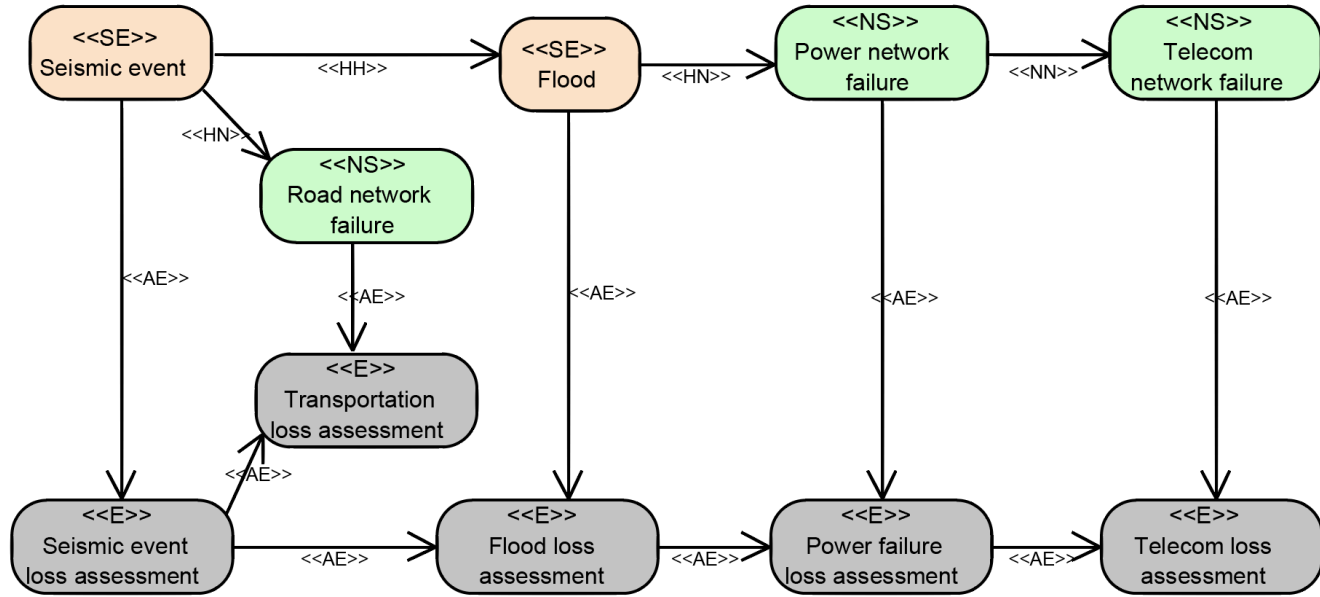 <<SE>>
Seismic event
<<HH>>
<<SE>>
Flood
<<HN>>
<<NS>>
Power network
failure
<<NN>>
<<NS>>
Telecom
network failure
<<HN>>
<<NS>>
Road network
failure
<<AE>>
<<AE>>
<<AE>>
<<AE>>
<<AE>>
<<E>>
Transportation
loss assessment
<<AE>>
<<E>>
Seismic event
loss assessment
<<AE>>
<<E>>
Flood loss
assessment
<<AE>>
<<E>>
Power failure
loss assessment
<<AE>>
<<E>>
Telecom loss
assessment